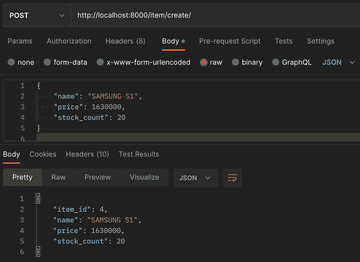 POST http://localhost:8000/item/create/
Params Authorization Headers (8) Body Pre-request Script Tests Settings
none form-data x-www-form-urlencoded raw binary GraphQL JSON
1 {
2 "name": "SAMSUNG S1",
3 "price": 1630000,
4 "stock_count": 20
5 }
6
Body Cookies Headers (10) Test Results
Pretty Raw Preview Visualize JSON
1 {
2 "item_id": 4,
3 "name": "SAMSUNG S1",
4 "price": 1630000,
5 "stock_count": 20
6 }